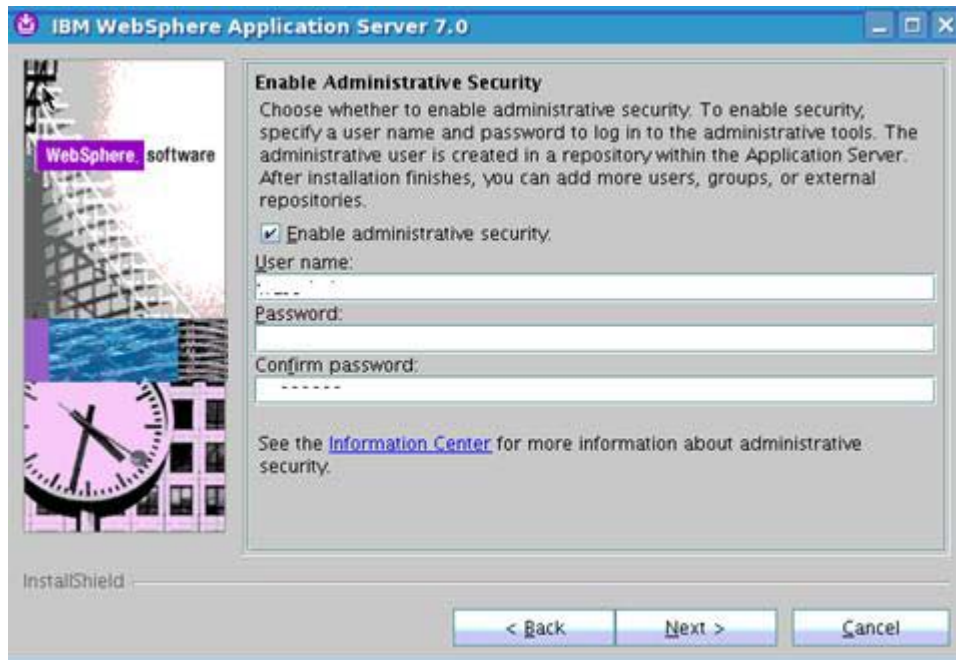 IBM WebSphere Application Server 7.0
WebSphere software
Enable Administrative Security
Choose whether to enable administrative security. To enable security,
specify a user name and password to log in to the administrative tools. The
administrative user is created in a repository within the Application Server.
After installation finishes, you can add more users, groups, or external
repositories.
Enable administrative security.
User name:
Password:
Confirm password:
See the Information Center for more information about administrative
security.
InstallShield
< Back
Next >
Cancel